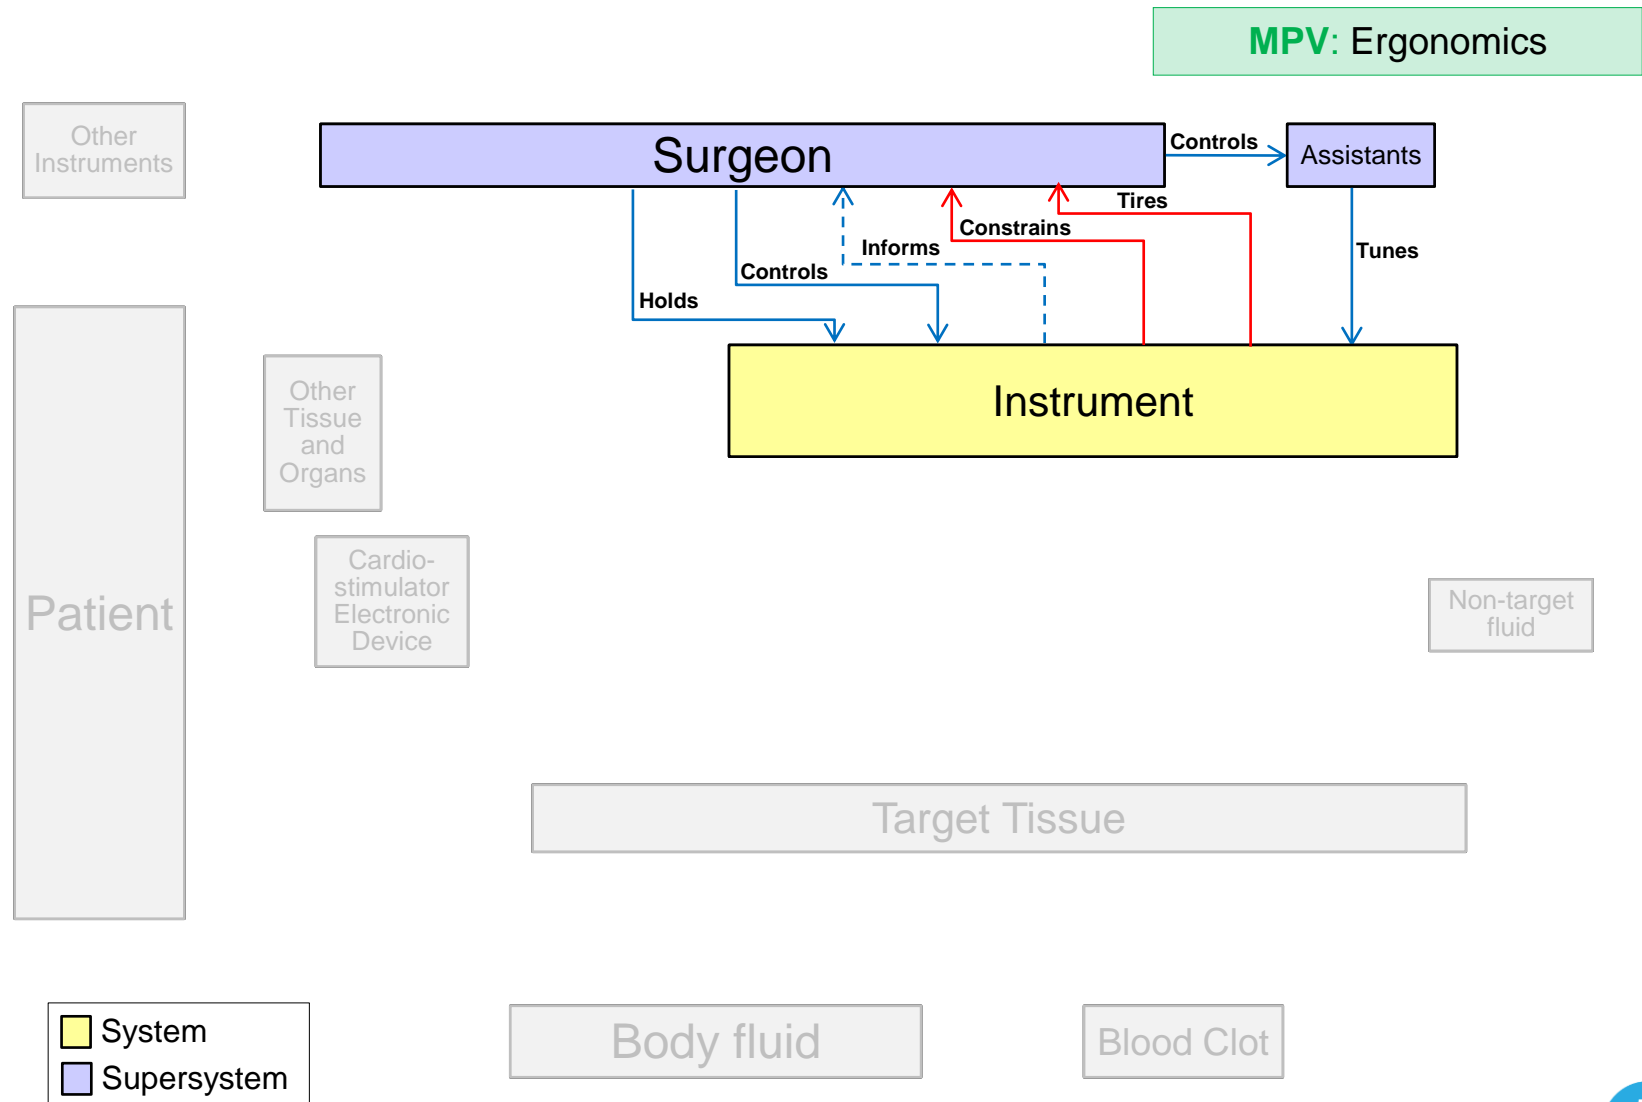 MPV: Ergonomics
Other
Instruments
Surgeon
Controls
Assistants
Tires
Constrains
Informs
Tunes
Controls
Holds
Instrument
Other
Tissue
and
Organs
Cardio-
stimulator
Electronic
Device
Patient
Non-target
fluid
Target Tissue
System
Supersystem
Body fluid
Blood Clot